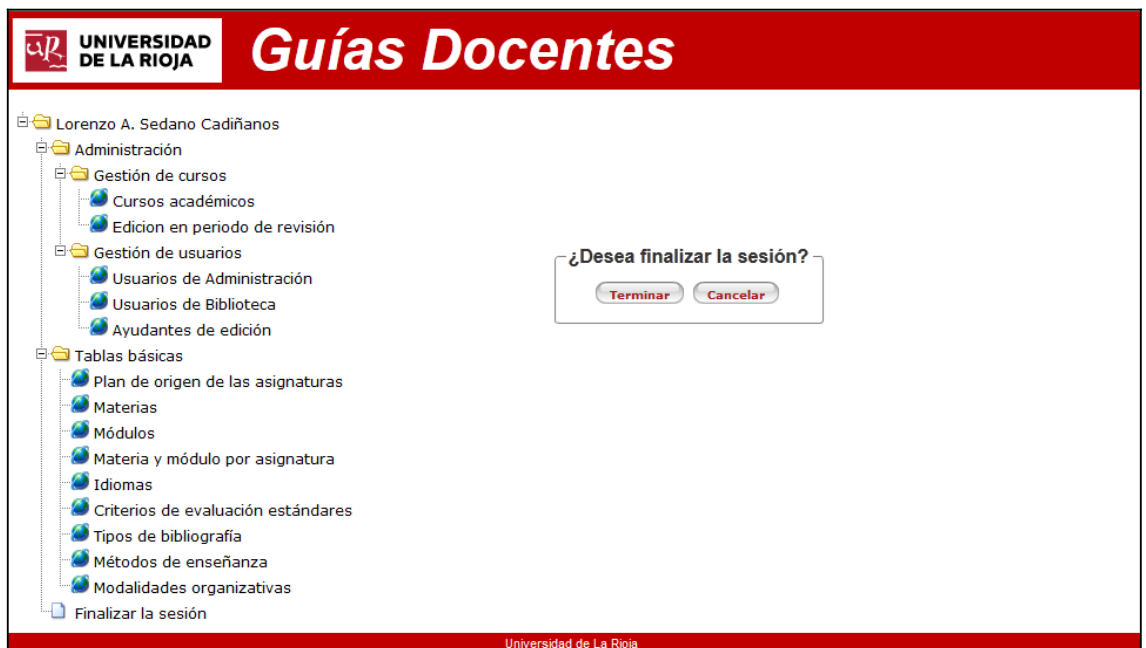 UR UNIVERSIDAD
DE LA RIOJA
Guías Docentes
Lorenzo A. Sedano Cadiñanos
Administración
Gestión de cursos
Cursos académicos
Edicion en periodo de revisión
Gestión de usuarios
Usuarios de Administración
Usuarios de Biblioteca
Ayudantes de edición
Tablas básicas
Plan de origen de las asignaturas
Materias
Módulos
Materia y módulo por asignatura
Idiomas
Criterios de evaluación estándares
Tipos de bibliografía
Métodos de enseñanza
Modalidades organizativas
Finalizar la sesión
¿Desea finalizar la sesión?
Terminar Cancelar
Universidad de La Rioja